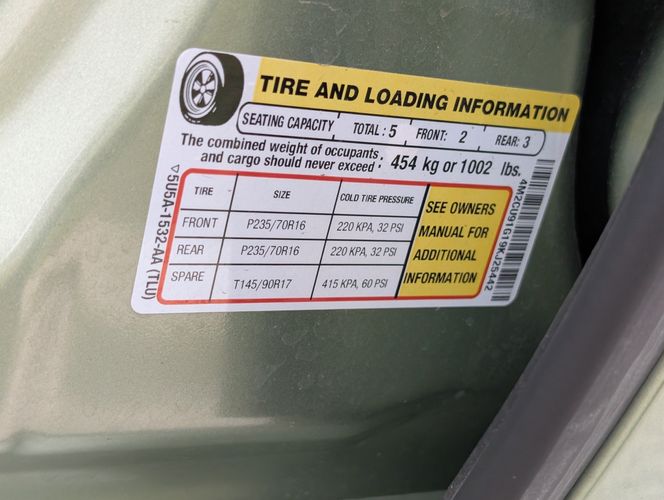 TIRE AND LOADING INFORMATION
SEATING CAPACITY TOTAL : 5 FRONT: 2 REAR: 3
The combined weight of occupants
and cargo should never exceed : 454 kg or 1002 lbs.
TIRE SIZE COLD TIRE PRESSURE
FRONT P235/70R16 220 KPA, 32 PSI
REAR P235/70R16 220 KPA, 32 PSI
SPARE T145/90R17 415 KPA, 60 PSI
SEE OWNERS
MANUAL FOR
ADDITIONAL
INFORMATION
▽5U5A-1532-AA (TLU)
4M2CU91G19KJ25442